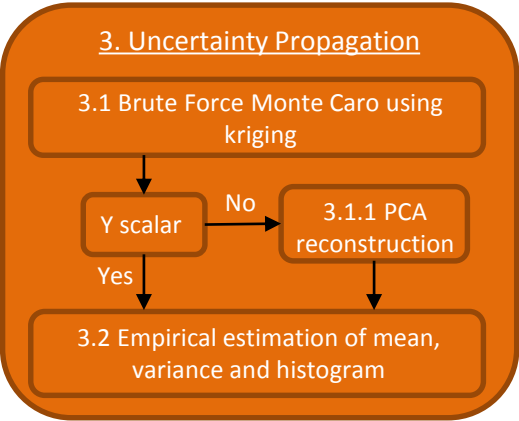 3. Uncertainty Propagation
3.1 Brute Force Monte Caro using
kriging
No
Y scalar
3.1.1 PCA
reconstruction
Yes
3.2 Empirical estimation of mean,
variance and histogram